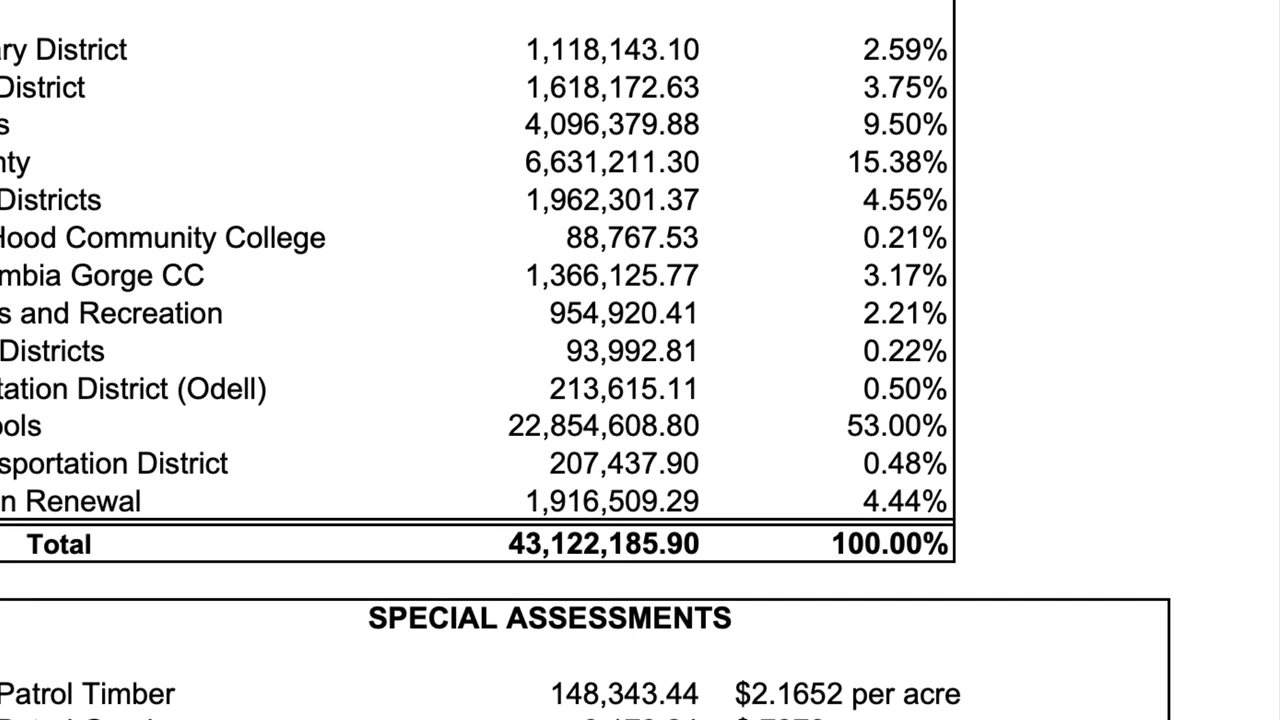 ary District 1,118,143.10 2.59%
District 1,618,172.63 3.75%
s 4,096,379.88 9.50%
nty 6,631,211.30 15.38%
Districts 1,962,301.37 4.55%
Hood Community College 88,767.53 0.21%
mbia Gorge CC 1,366,125.77 3.17%
s and Recreation 954,920.41 2.21%
Districts 93,992.81 0.22%
tation District (Odell) 213,615.11 0.50%
ools 22,854,608.80 53.00%
sportation District 207,437.90 0.48%
n Renewal 1,916,509.29 4.44%
Total 43,122,185.90 100.00%
SPECIAL ASSESSMENTS
Patrol Timber 148,343.44 $2.1652 per acre